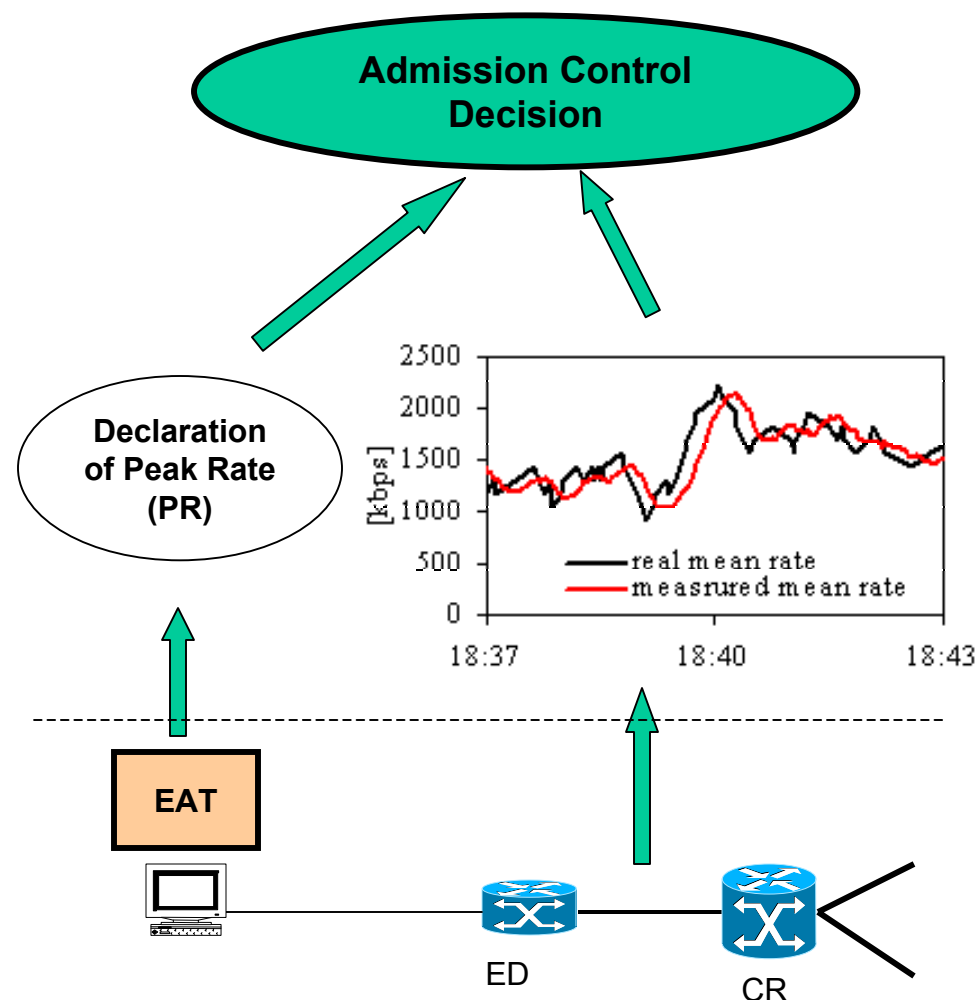 Admission Control
Decision
Declaration
of Peak Rate
(PR)
[kbps]
2500
2000
1500
1000
500
0
real mean rate
measrured mean rate
18:37
18:40
18:43
EAT
ED
CR